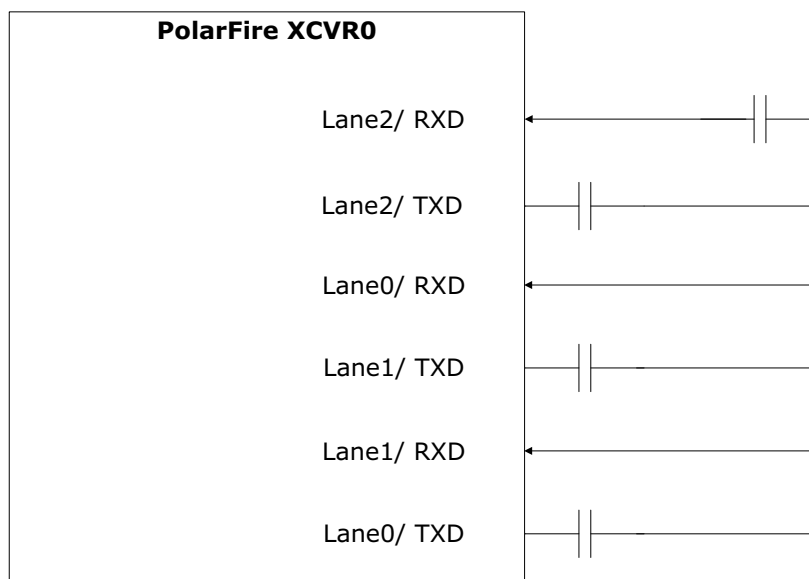 PolarFire XCVR0
Lane2/ RXD
Lane2/ TXD
Lane0/ RXD
Lane1/ TXD
Lane1/ RXD
Lane0/ TXD